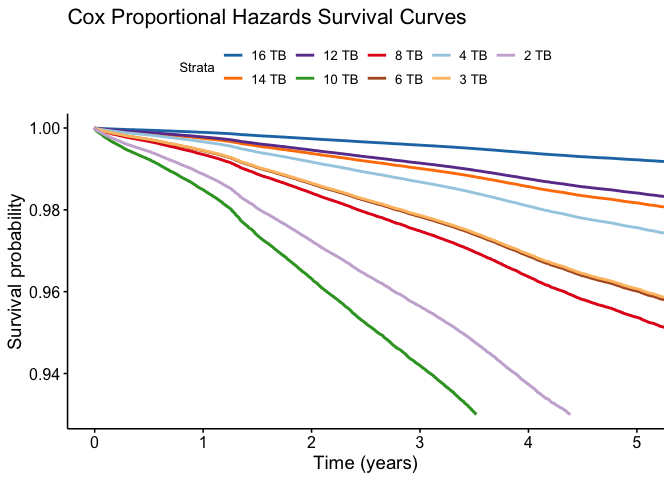 Cox Proportional Hazards Survival Curves
Strata
16 TB 12 TB 8 TB 4 TB 2 TB
14 TB 10 TB 6 TB 3 TB
Survival probability
1.00
0.98
0.96
0.94
0 1 2 3 4 5
Time (years)